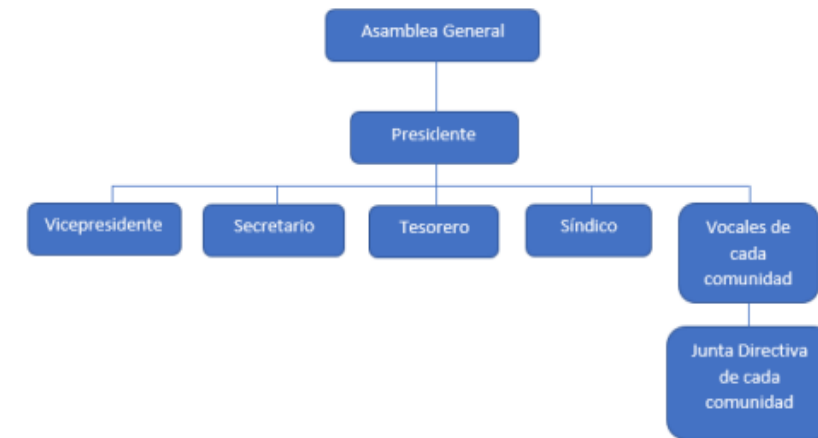 Asamblea General
Presidente
Vicepresidente
Secretario
Tesorero
Síndico
Vocales de
cada
comunidad
Junta Directiva
de cada
comunidad